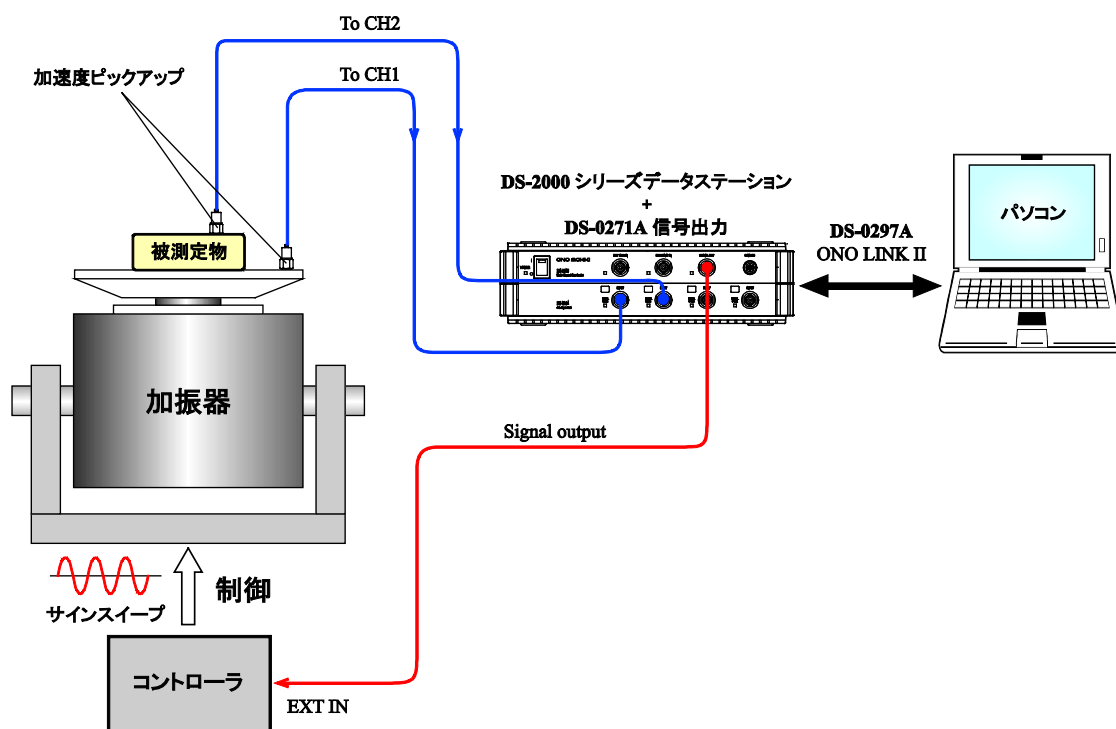 To CH2
To CH1
加速度ピックアップ
被測定物
加振器
DS-2000 シリーズデータステーション
+
DS-0271A 信号出力
ONO SOKKI
DS-0297A
ONO LINK II
パソコン
Signal output
サインスイープ
制御
コントローラ
EXT IN